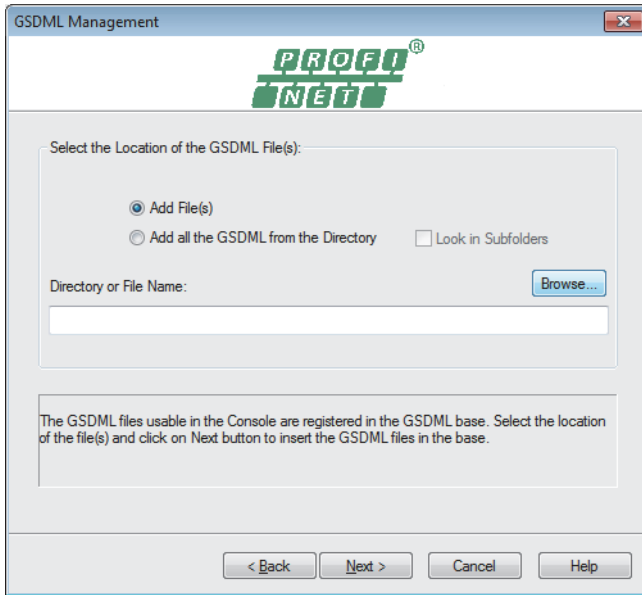 GSDML Management
PROFI®
NET
Select the Location of the GSDML File(s):
Add File(s)
Add all the GSDML from the Directory Look in Subfolders
Directory or File Name: Browse...
The GSDML files usable in the Console are registered in the GSDML base. Select the location
of the file(s) and click on Next button to insert the GSDML files in the base.
< Back Next > Cancel Help